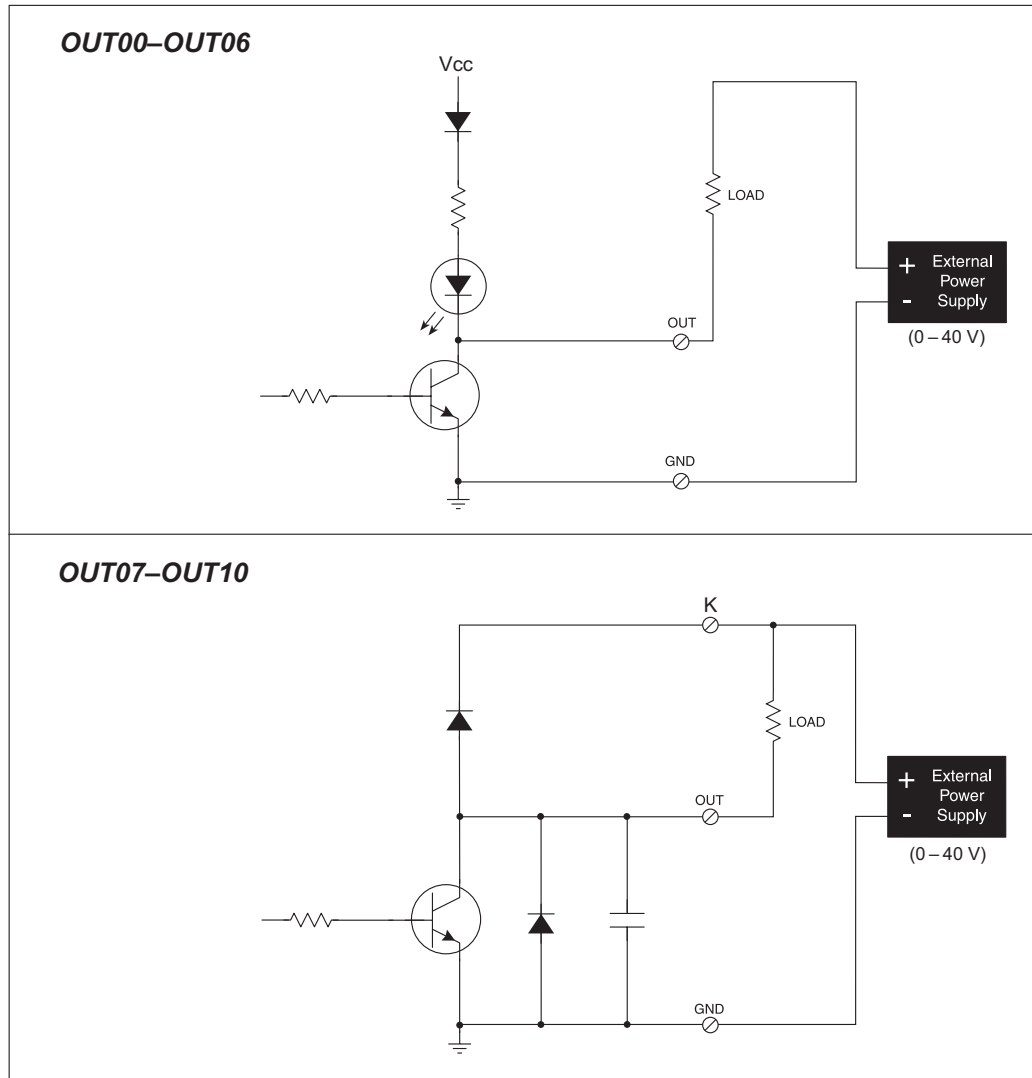 OUT00–OUT06
Vcc
LOAD
+ External
Power
- Supply
(0–40 V)
OUT
GND
OUT07–OUT10
K
LOAD
+ External
Power
- Supply
(0–40 V)
OUT
GND